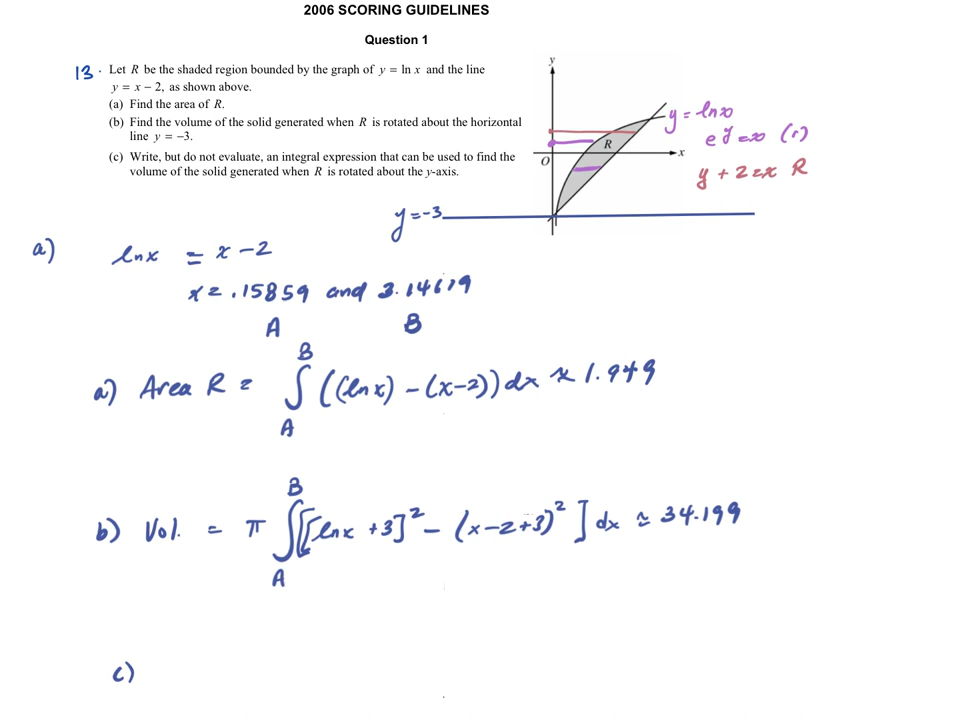 2006 SCORING GUIDELINES
Question 1
13. Let R be the shaded region bounded by the graph of y = ln x and the line
y = x − 2, as shown above.
(a) Find the area of R.
(b) Find the volume of the solid generated when R is rotated about the horizontal
line y = −3.
(c) Write, but do not evaluate, an integral expression that can be used to find the
volume of the solid generated when R is rotated about the y-axis.
y
R
O
x
y = ln x
e^y = x (r)
y + 2 = x R
y = -3
a) ln x = x - 2
x = .15859 and 3.14619
A B
B
a) Area R = ∫ ((ln x) - (x-2)) dx ≈ 1.949
A
B
b) Vol. = π ∫ [[ln x + 3]² - (x-2+3)²] dx ≃ 34.199
A
c)